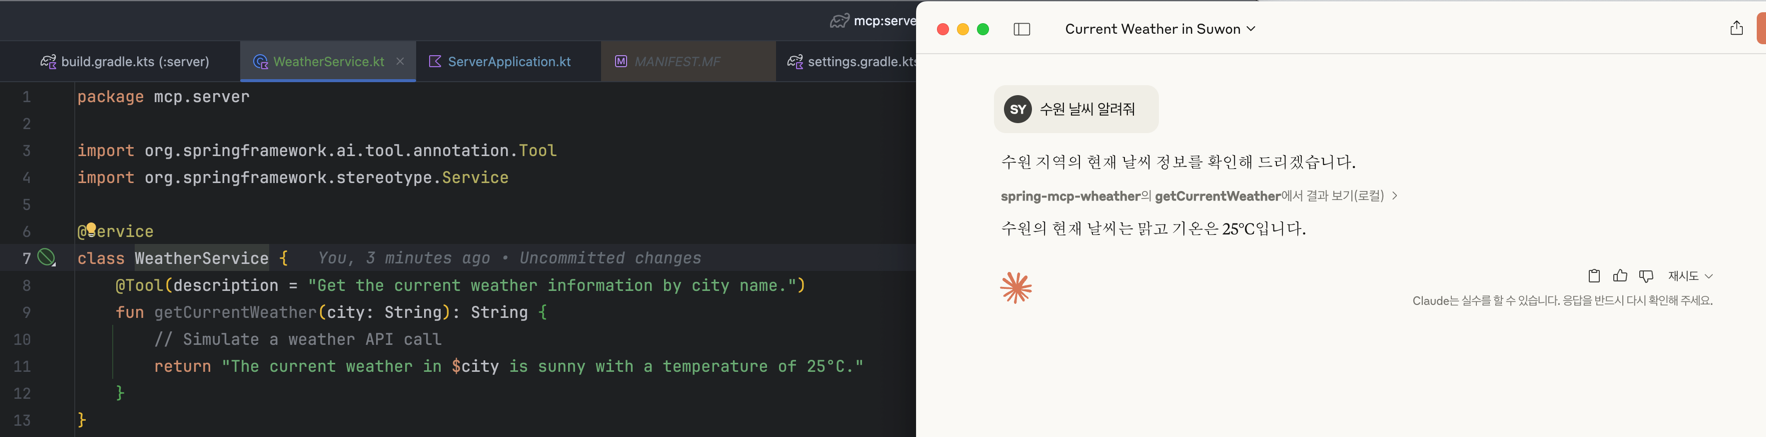 mcp:serve
build.gradle.kts (:server)
WeatherService.kt
ServerApplication.kt
MANIFEST.MF
settings.gradle.kts
1 package mcp.server
2
3 import org.springframework.ai.tool.annotation.Tool
4 import org.springframework.stereotype.Service
5
6 @Service
7 class WeatherService { You, 3 minutes ago • Uncommitted changes
8 @Tool(description = "Get the current weather information by city name.")
9 fun getCurrentWeather(city: String): String {
10 // Simulate a weather API call
11 return "The current weather in $city is sunny with a temperature of 25°C."
12 }
13 }
Current Weather in Suwon
SY 수원 날씨 알려줘
수원 지역의 현재 날씨 정보를 확인해 드리겠습니다.
spring-mcp-wheather의 getCurrentWeather에서 결과 보기(로컬)
수원의 현재 날씨는 맑고 기온은 25°C입니다.
재시도
Claude는 실수를 할 수 있습니다. 응답을 반드시 다시 확인해 주세요.